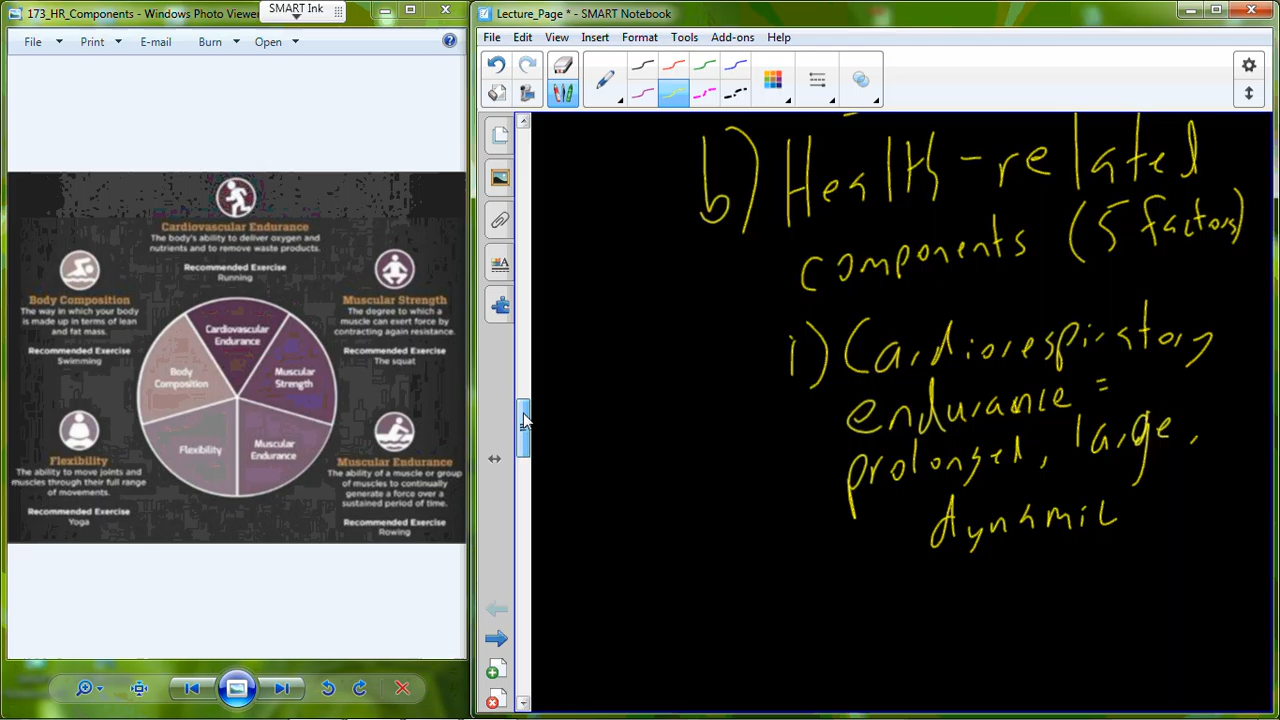 173_HR_Components - Windows Photo Viewer
SMART Ink
File Print E-mail Burn Open
Cardiovascular Endurance
The body's ability to deliver oxygen and
nutrients and to remove waste products.
Recommended Exercise
Running
Body Composition
The way in which your body
is made up in terms of lean
and fat mass.
Recommended Exercise
Swimming
Muscular Strength
The degree to which a
muscle can exert force by
contracting again resistance.
Recommended Exercise
The squat
Cardiovascular
Endurance
Body
Composition
Muscular
Strength
Flexibility
Muscular
Endurance
Flexibility
The ability to move joints and
muscles through their full range
of movements.
Recommended Exercise
Yoga
Muscular Endurance
The ability of a muscle or group
of muscles to continually
generate a force over a
sustained period of time.
Recommended Exercise
Rowing
Lecture_Page * - SMART Notebook
File Edit View Insert Format Tools Add-ons Help
b) Health-related
components (5 factors)
i) Cardiorespiratory
endurance =
prolonged, large,
dynamic